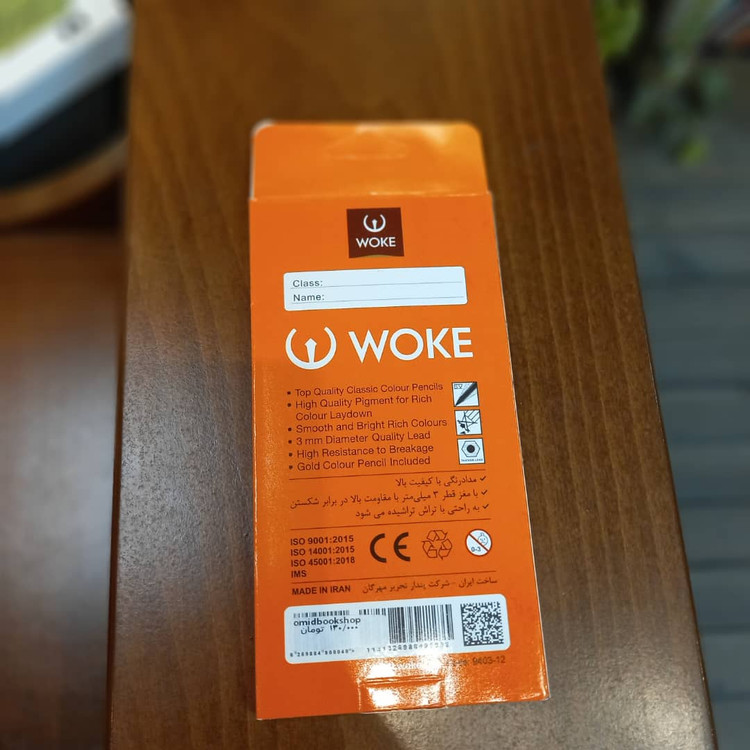 WOKE
Class:
Name:
WOKE
• Top Quality Classic Colour Pencils
• High Quality Pigment for Rich
Colour Laydown
• Smooth and Bright Rich Colours
• 3 mm Diameter Quality Lead
• High Resistance to Breakage
• Gold Colour Pencil Included
✓ مدادرنگی با کیفیت بالا
✓ با مغز قطر ۳ میلی‌متر با مقاومت بالا در برابر شکستن
✓ به راحتی با تراش تراشیده می شود
ISO 9001:2015
ISO 14001:2015
ISO 45001:2018
IMS
CE
0-3
MADE IN IRAN
ساخت ایران - شرکت پندار تحریر مهرگان
omidbookshop
۱۳۰/۰۰۰ تومان
9403-12